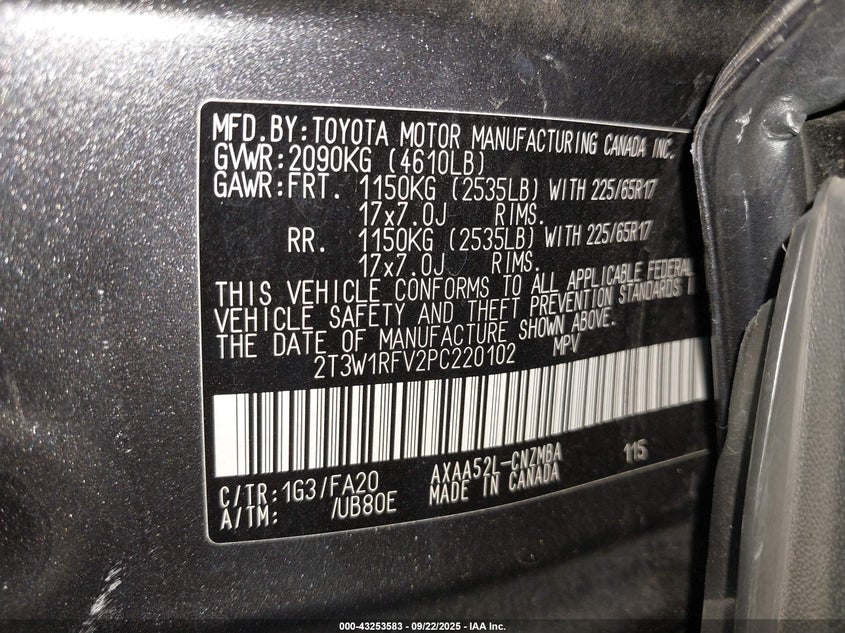 MFD.BY:TOYOTA MOTOR MANUFACTURING CANADA INC.
GVWR:2090KG (4610LB)
GAWR:FRT. 1150KG (2535LB) WITH 225/65R17
17x7.0J RIMS.
RR. 1150KG (2535LB) WITH 225/65R17
17x7.0J RIMS.
THIS VEHICLE CONFORMS TO ALL APPLICABLE FEDERAL
VEHICLE SAFETY AND THEFT PREVENTION STANDARDS
THE DATE OF MANUFACTURE SHOWN ABOVE.
2T3W1RFV2PC220102 MPV
C/TR:1G3/FA20 AXAA52L-CNZMBA 115
A/TM: /UB80E MADE IN CANADA
000-43253583 - 09/22/2025 - IAA Inc.